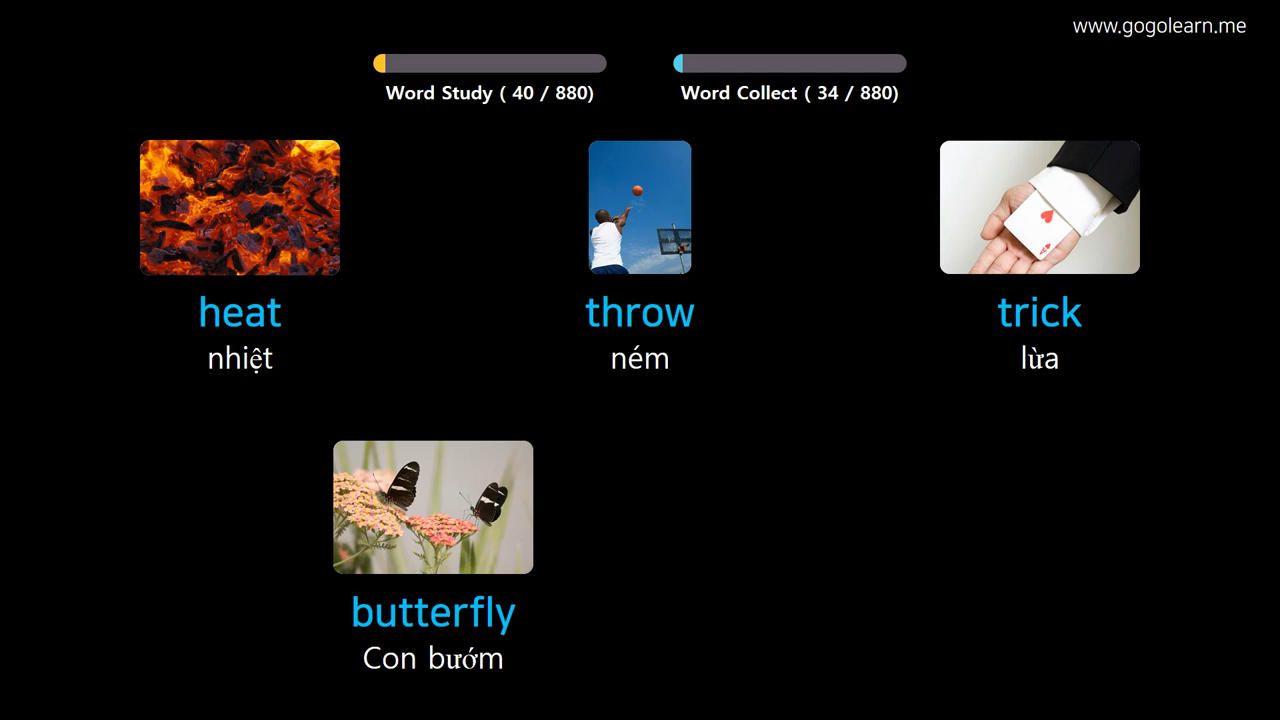 www.gogolearn.me
Word Study ( 40 / 880)
Word Collect ( 34 / 880)
heat
nhiệt
throw
ném
trick
lừa
butterfly
Con bướm